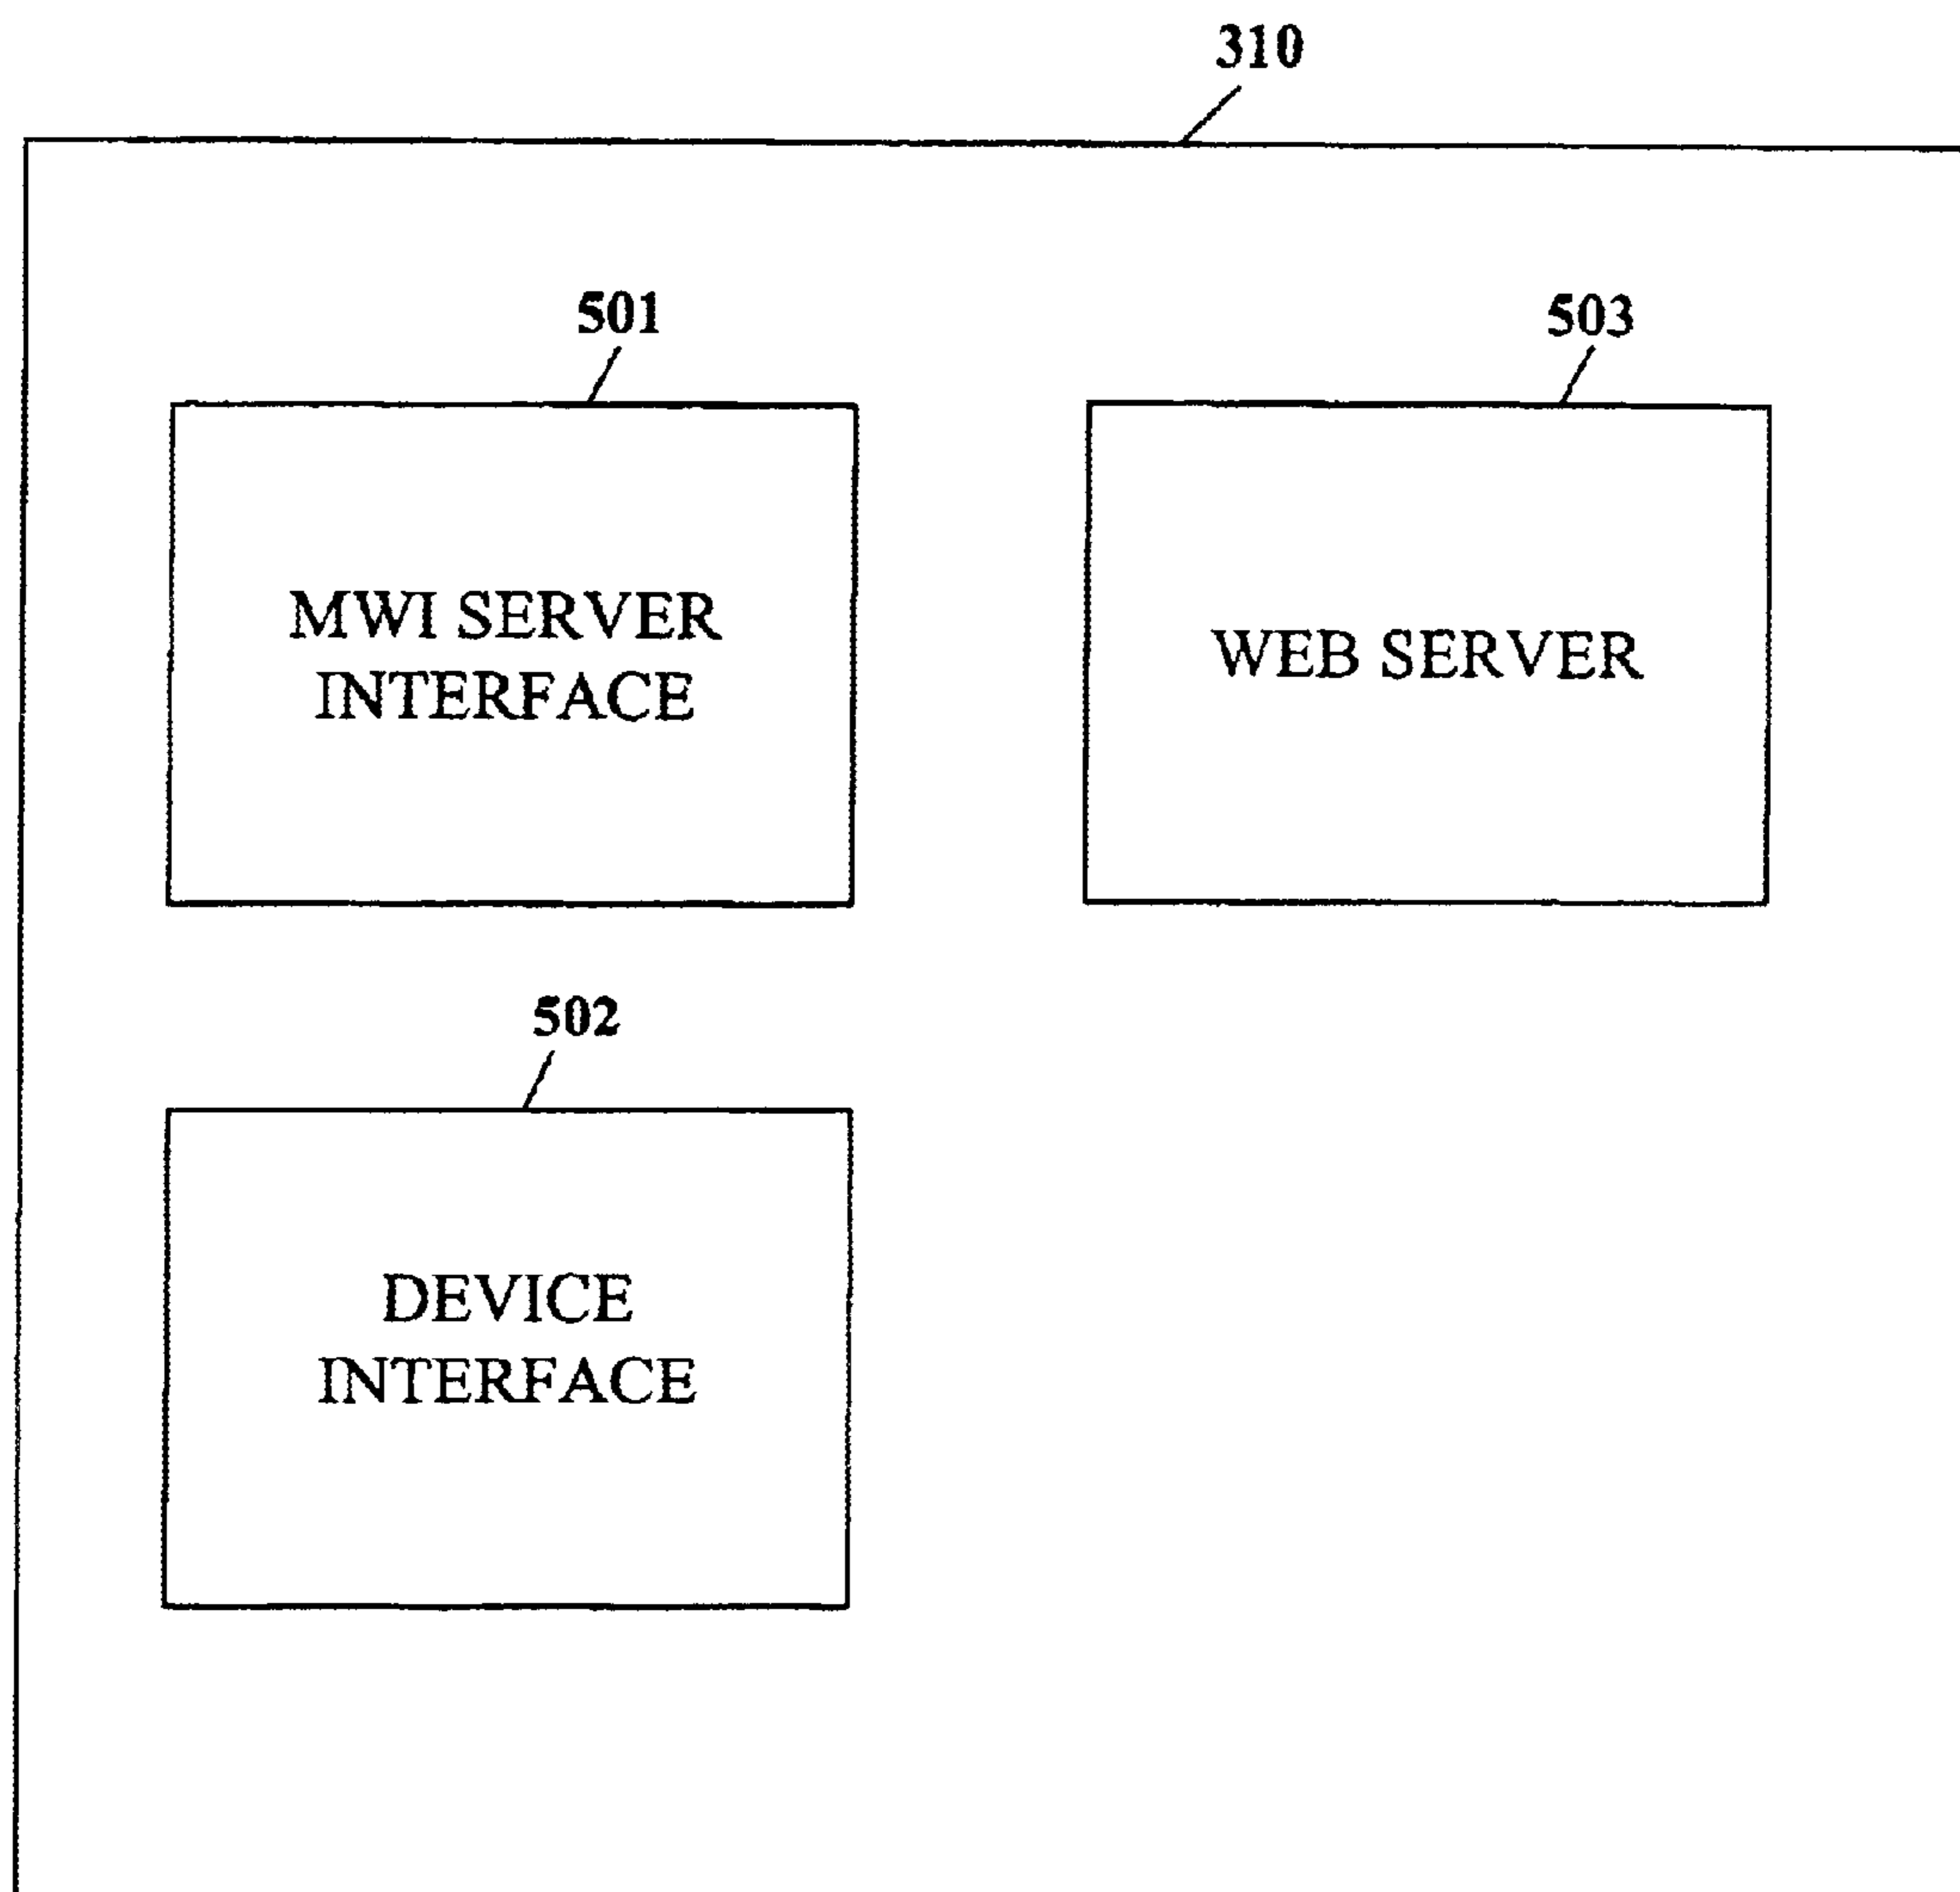 310
501
503
MWI SERVER
INTERFACE
WEB SERVER
502
DEVICE
INTERFACE